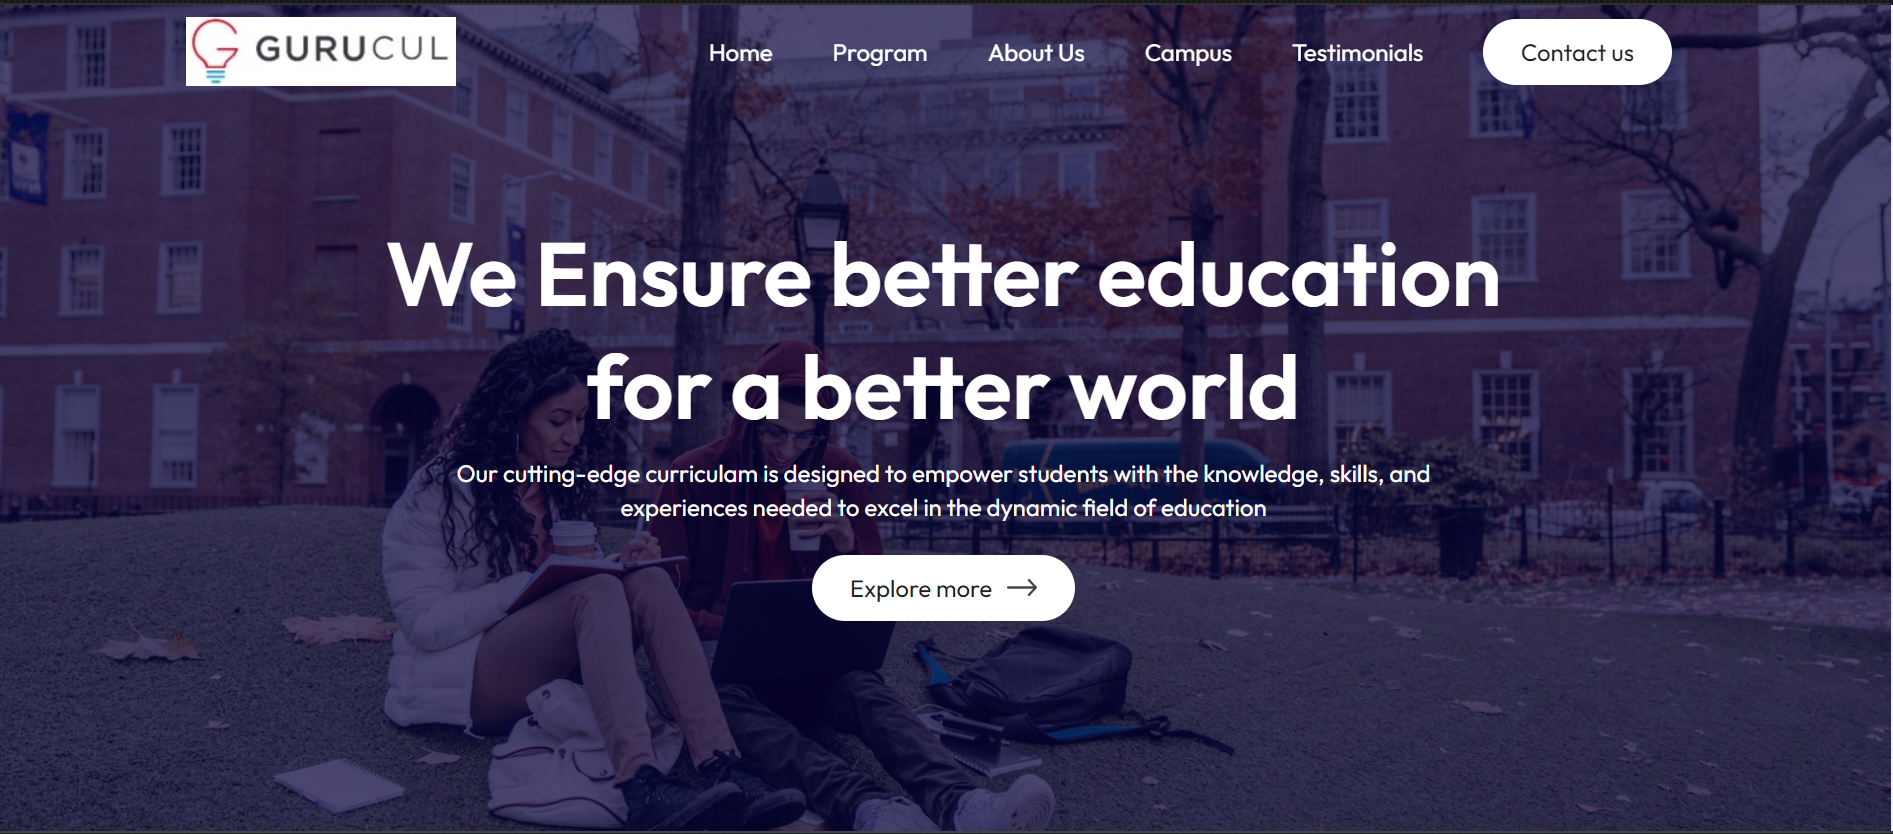 GURUCUL
Home
Program
About Us
Campus
Testimonials
Contact us
We Ensure better education
for a better world
Our cutting-edge curriculam is designed to empower students with the knowledge, skills, and
experiences needed to excel in the dynamic field of education
Explore more